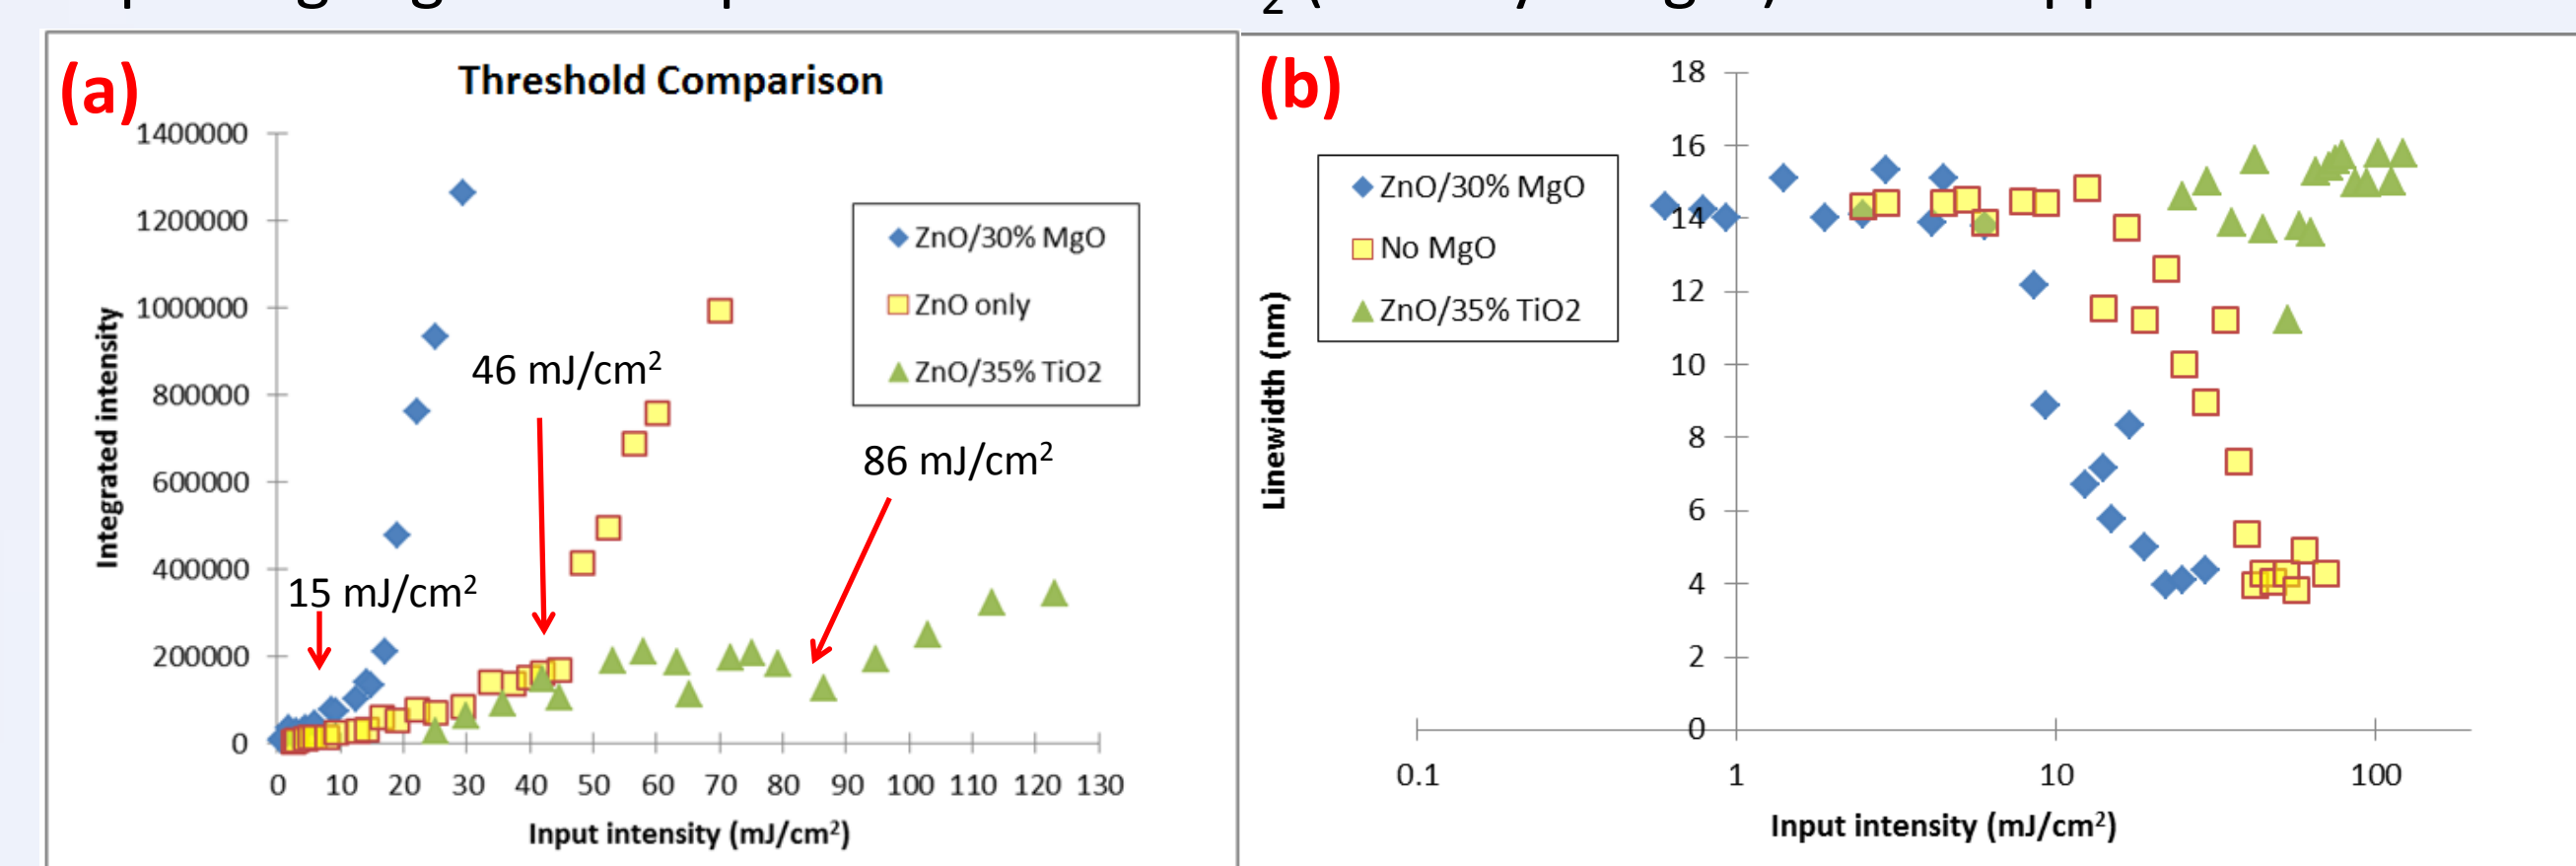 2
(a)
Threshold Comparison
1400000
1200000
1000000
800000
600000
400000
200000
0
Integrated intensity
0 10 20 30 40 50 60 70 80 90 100 110 120 130
Input intensity (mJ/cm²)
15 mJ/cm²
46 mJ/cm²
86 mJ/cm²
ZnO/30% MgO
ZnO only
ZnO/35% TiO2
(b)
18
16
14
12
10
8
6
4
2
0
Linewidth (nm)
0.1 1 10 100
Input intensity (mJ/cm²)
ZnO/30% MgO
No MgO
ZnO/35% TiO2